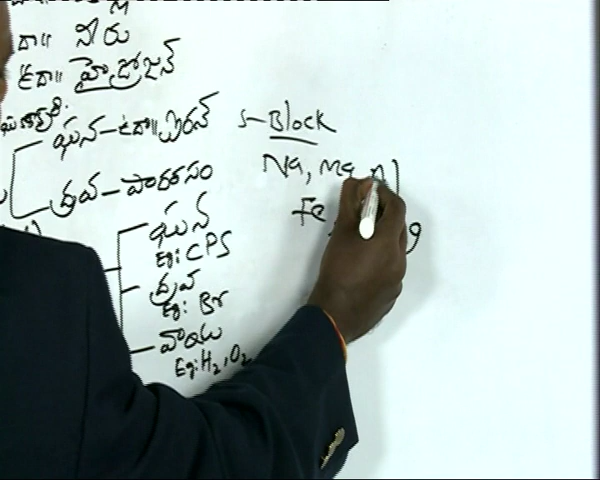 ఉదా॥ నీరు
ఉదా॥ హైడ్రోజన్
ఘన-ఉదా॥ ఐరన్
ద్రవ-పాదరసం
ఘన
Eg: CPS
ద్రవ
Eg: Br
వాయు
Eg: H₂, O₂
S-Block
Na, Mg,
Fe